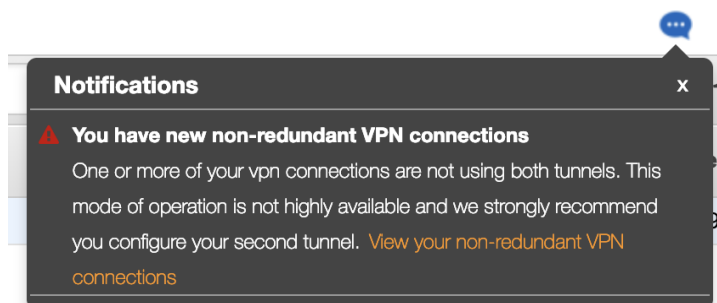 Notifications
x
You have new non-redundant VPN connections
One or more of your vpn connections are not using both tunnels. This
mode of operation is not highly available and we strongly recommend
you configure your second tunnel. View your non-redundant VPN
connections